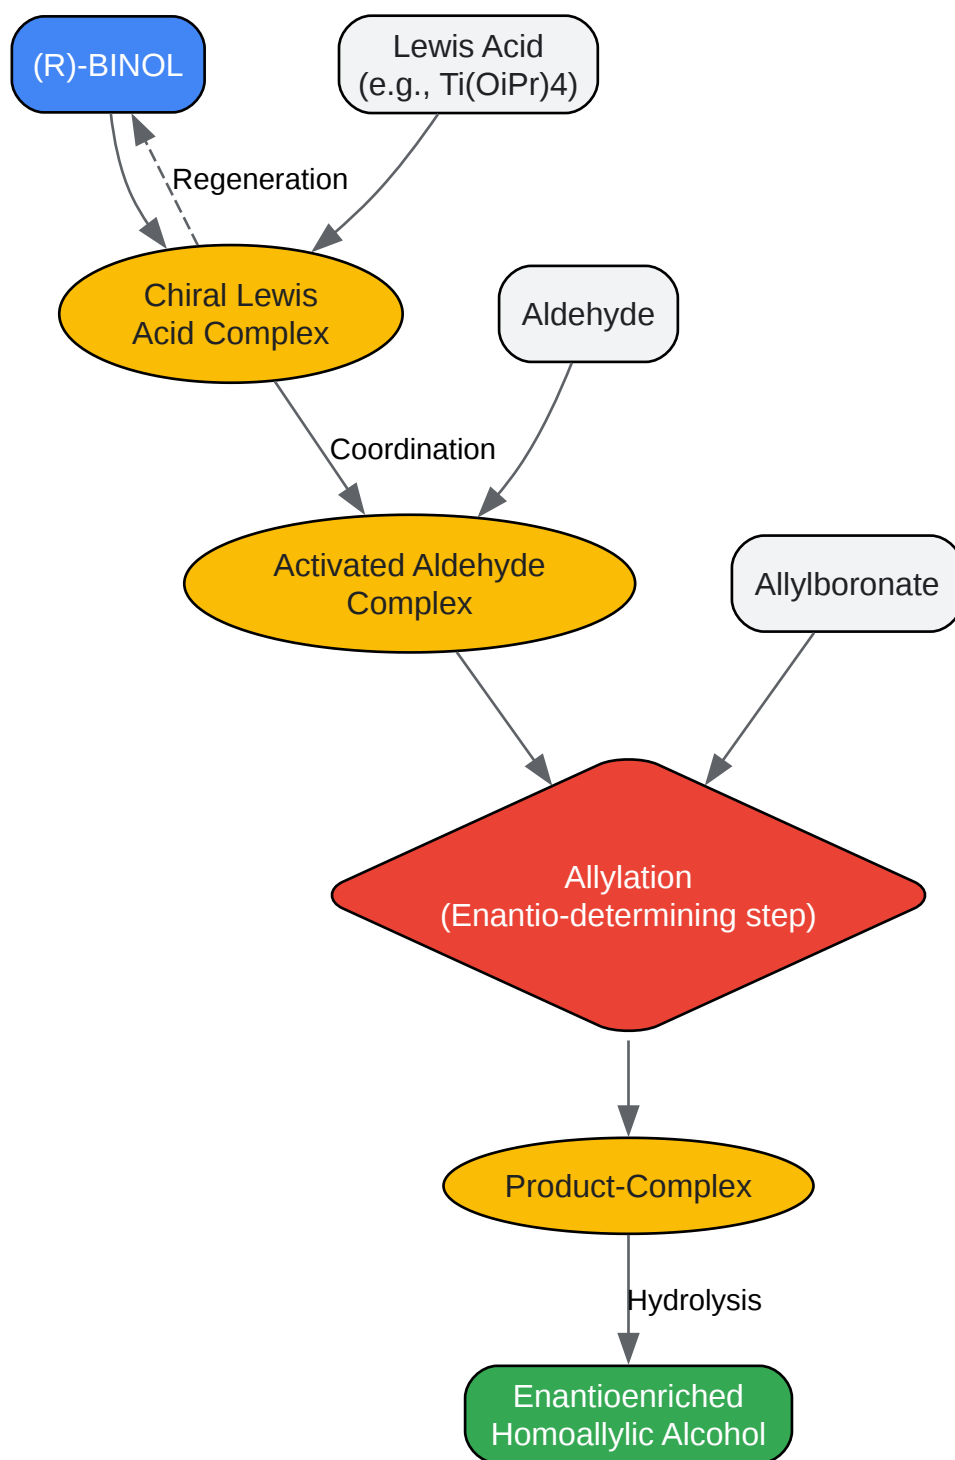 (R)-BINOL
Lewis Acid
(e.g., Ti(OiPr)4)
Regeneration
Chiral Lewis
Acid Complex
Aldehyde
Coordination
Activated Aldehyde
Complex
Allylboronate
Allylation
(Enantio-determining step)
Product-Complex
Hydrolysis
Enantioenriched
Homoallylic Alcohol